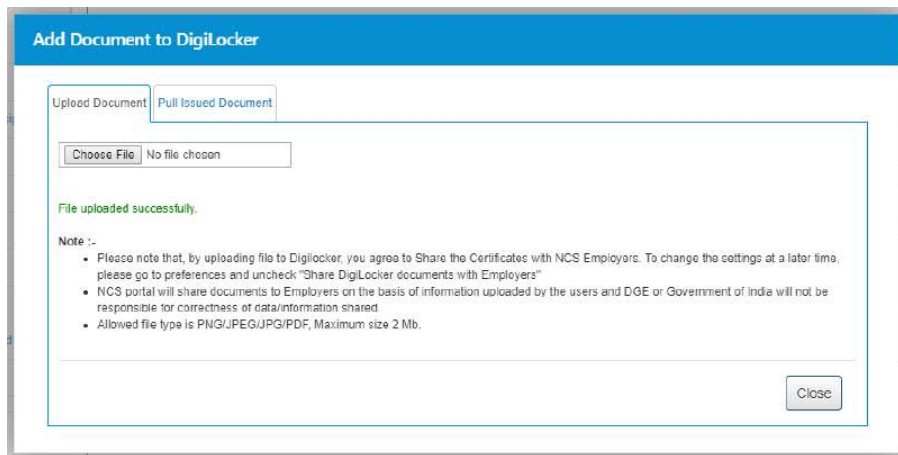 Add Document to DigiLocker
Upload Document Pull Issued Document
Choose File No file chosen
File uploaded successfully.
Note :-
Please note that, by uploading file to Digilocker, you agree to Share the Certificates with NCS Employers. To change the settings at a later time,
please go to preferences and uncheck "Share DigiLocker documents with Employers"
NCS portal will share documents to Employers on the basis of information uploaded by the users and DGE or Government of India will not be
responsible for correctness of data/information shared.
Allowed file type is PNG/JPEG/JPG/PDF, Maximum size 2 Mb.
Close